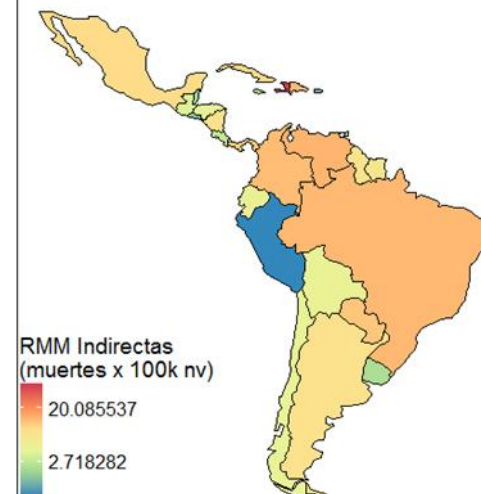 RMM Indirectas
(muertes x 100k nv)
20.085537
2.718282